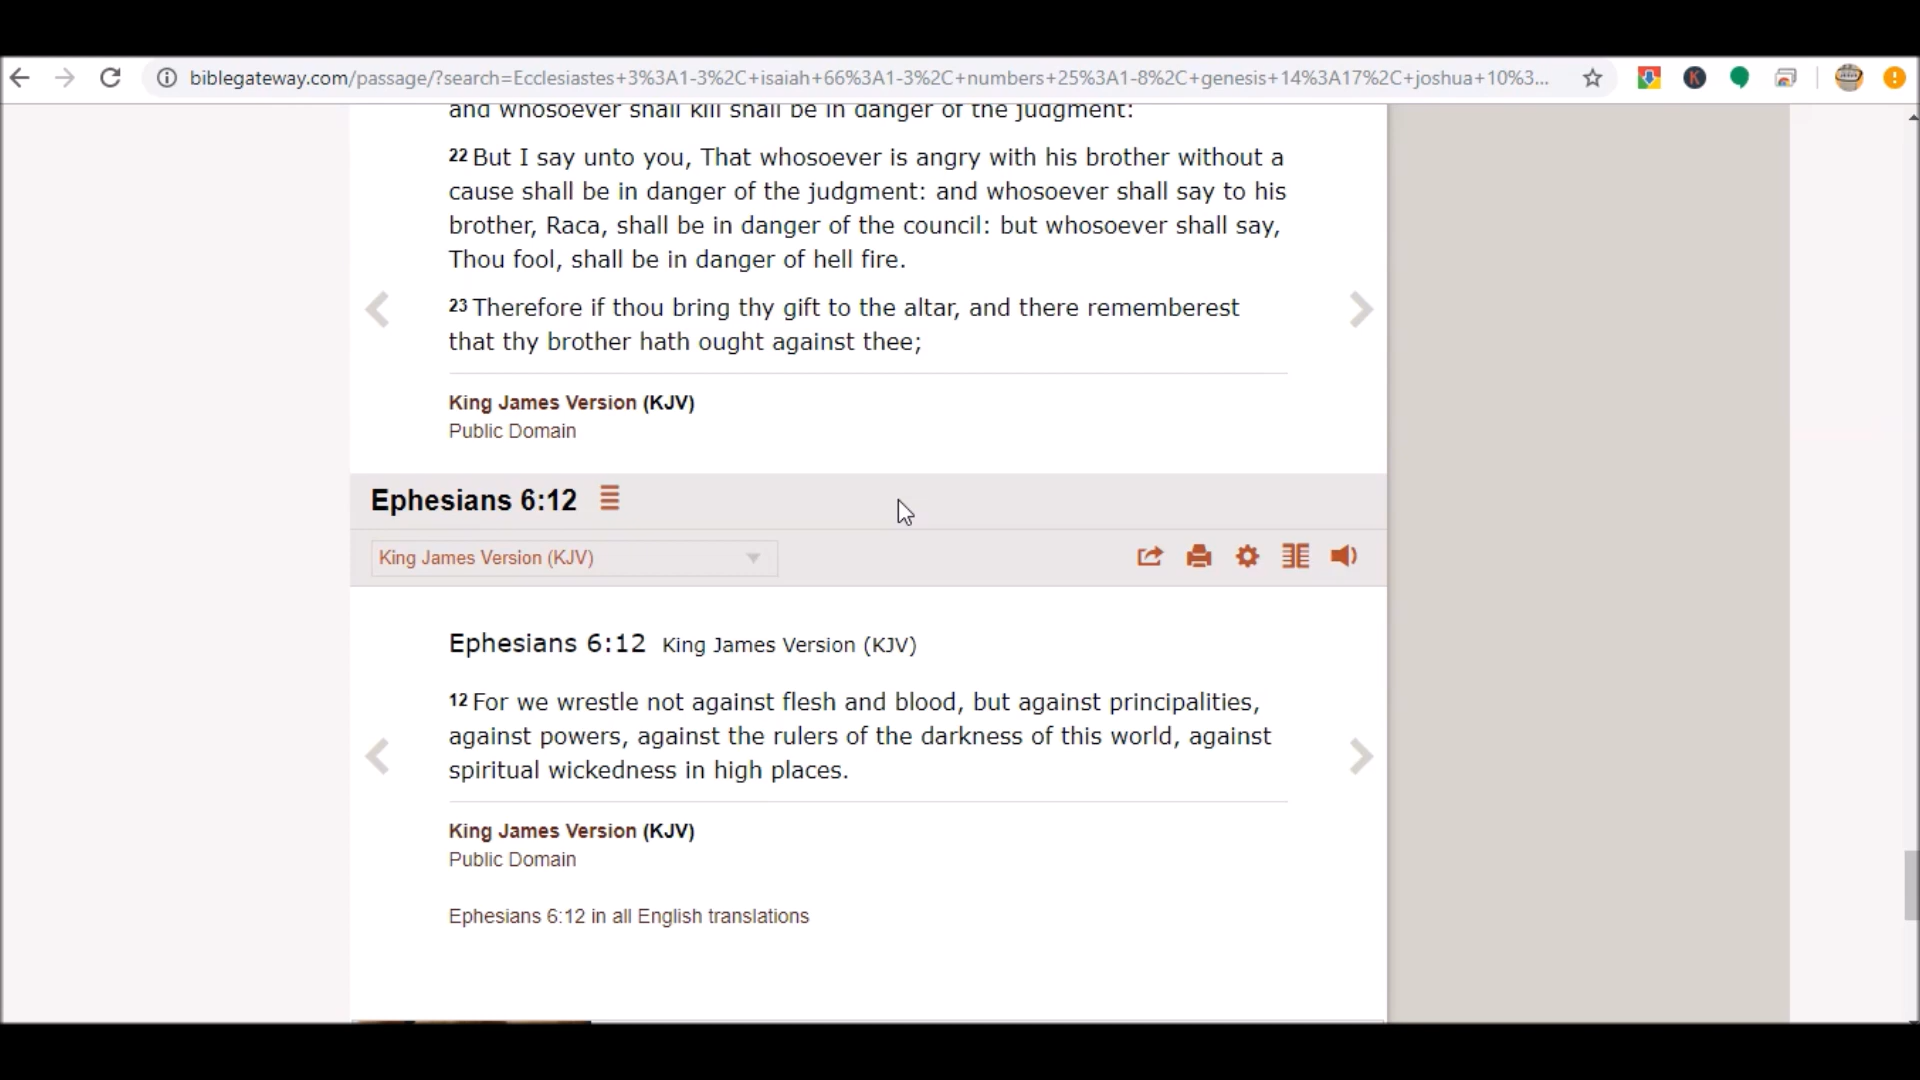 biblegateway.com/passage/?search=Ecclesiastes+3%3A1-3%2C+isaiah+66%3A1-3%2C+numbers+25%3A1-8%2C+genesis+14%3A17%2C+joshua+10%3...
and whosoever shall kill shall be in danger of the judgment:
22 But I say unto you, That whosoever is angry with his brother without a
cause shall be in danger of the judgment: and whosoever shall say to his
brother, Raca, shall be in danger of the council: but whosoever shall say,
Thou fool, shall be in danger of hell fire.
23 Therefore if thou bring thy gift to the altar, and there rememberest
that thy brother hath ought against thee;
King James Version (KJV)
Public Domain
Ephesians 6:12
King James Version (KJV)
Ephesians 6:12 King James Version (KJV)
12 For we wrestle not against flesh and blood, but against principalities,
against powers, against the rulers of the darkness of this world, against
spiritual wickedness in high places.
King James Version (KJV)
Public Domain
Ephesians 6:12 in all English translations